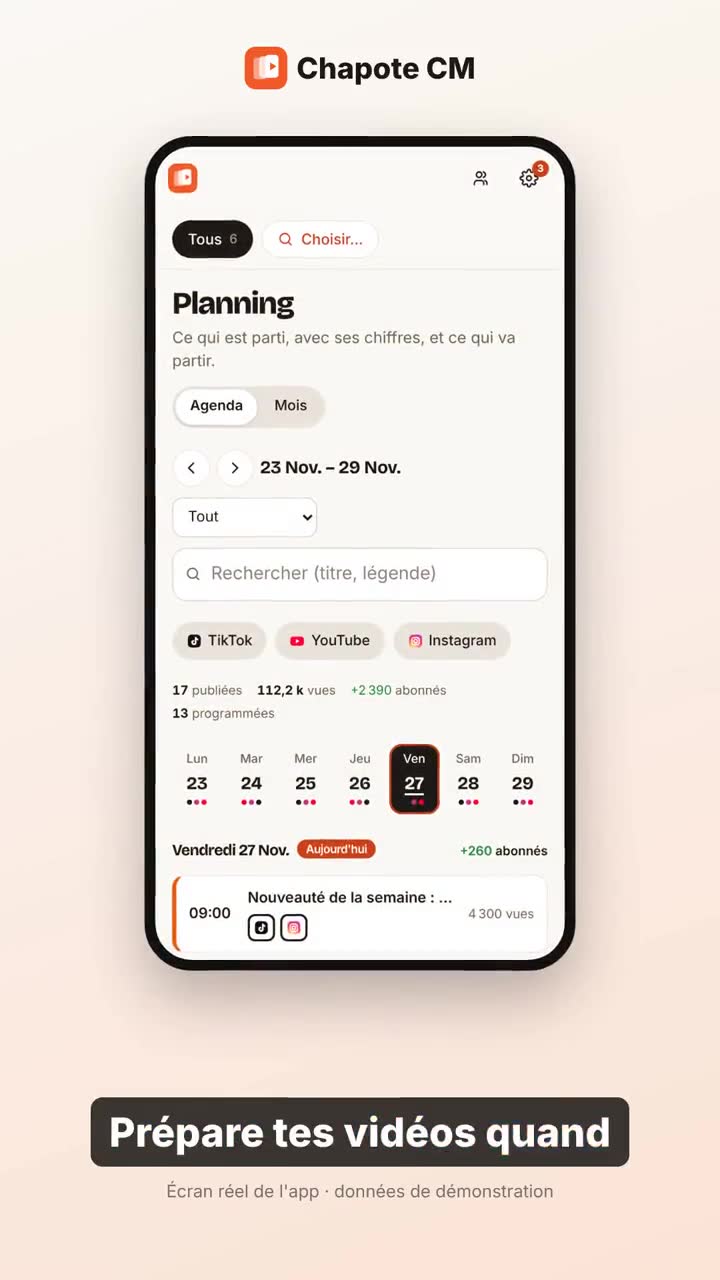 Chapote CM
3
Tous 6
Choisir...
Planning
Ce qui est parti, avec ses chiffres, et ce qui va
partir.
Agenda Mois
23 Nov. – 29 Nov.
Tout
Rechercher (titre, légende)
TikTok YouTube Instagram
17 publiées 112,2 k vues +2 390 abonnés
13 programmées
Lun Mar Mer Jeu Ven Sam Dim
23 24 25 26 27 28 29
Vendredi 27 Nov. Aujourd'hui +260 abonnés
Nouveauté de la semaine : ...
09:00 4 300 vues
Prépare tes vidéos quand
Écran réel de l'app · données de démonstration